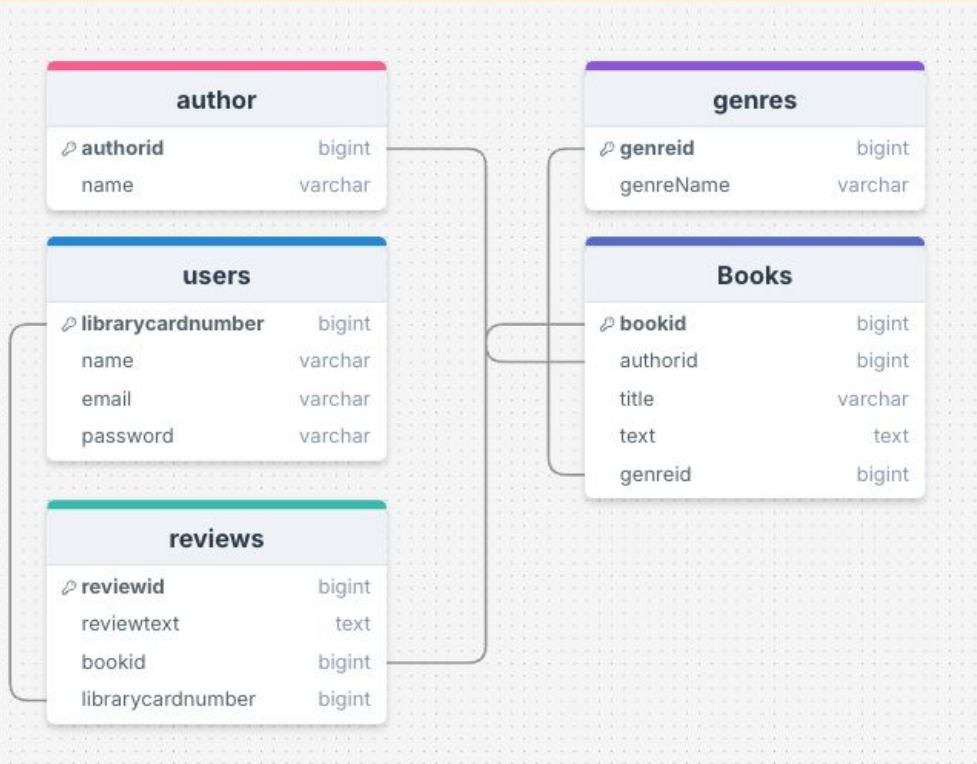 author
authorid bigint
name varchar
users
librarycardnumber bigint
name varchar
email varchar
password varchar
reviews
reviewid bigint
reviewtext text
bookid bigint
librarycardnumber bigint
genres
genreid bigint
genreName varchar
Books
bookid bigint
authorid bigint
title varchar
text text
genreid bigint